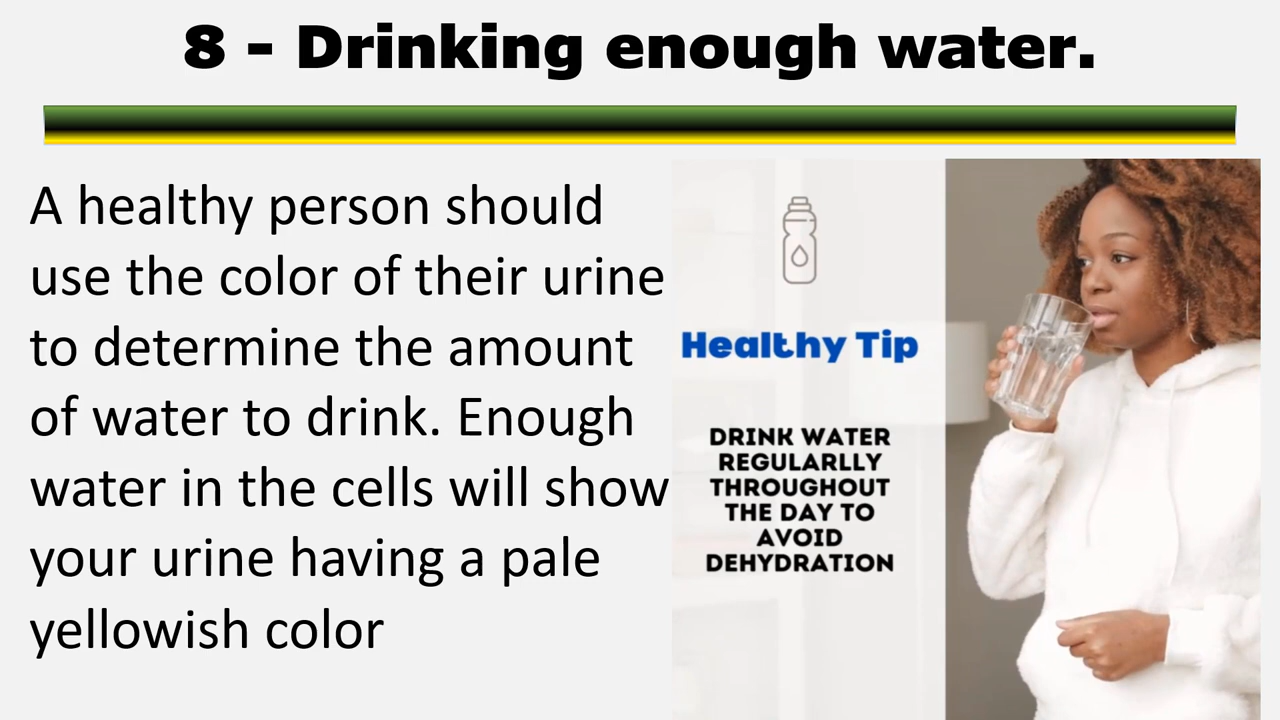 8 - Drinking enough water.
A healthy person should
use the color of their urine
to determine the amount
of water to drink. Enough
water in the cells will show
your urine having a pale
yellowish color
Healthy Tip
DRINK WATER
REGULARLLY
THROUGHOUT
THE DAY TO
AVOID
DEHYDRATION